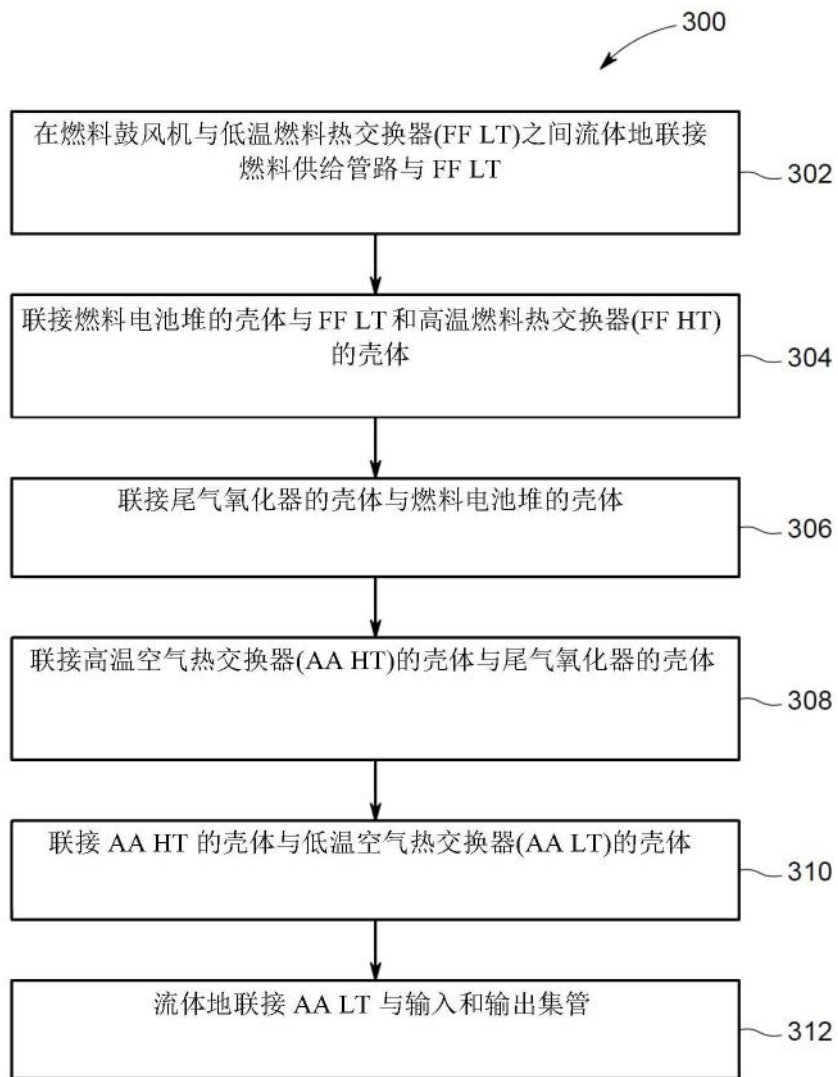 300
在燃料鼓风机与低温燃料热交换器(FF LT)之间流体地联接
燃料供给管路与 FF LT
302
联接燃料电池堆的壳体与FF LT和高温燃料热交换器(FF HT)
的壳体
304
联接尾气氧化器的壳体与燃料电池堆的壳体
306
联接高温空气热交换器(AA HT)的壳体与尾气氧化器的壳体
308
联接 AA HT 的壳体与低温空气热交换器(AA LT)的壳体
310
流体地联接 AA LT 与输入和输出集管
312